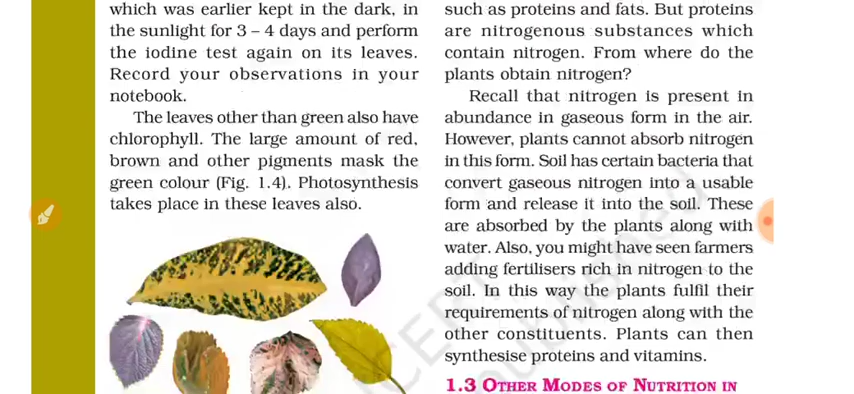 which was earlier kept in the dark, in
the sunlight for 3 – 4 days and perform
the iodine test again on its leaves.
Record your observations in your
notebook.
The leaves other than green also have
chlorophyll. The large amount of red,
brown and other pigments mask the
green colour (Fig. 1.4). Photosynthesis
takes place in these leaves also.
such as proteins and fats. But proteins
are nitrogenous substances which
contain nitrogen. From where do the
plants obtain nitrogen?
Recall that nitrogen is present in
abundance in gaseous form in the air.
However, plants cannot absorb nitrogen
in this form. Soil has certain bacteria that
convert gaseous nitrogen into a usable
form and release it into the soil. These
are absorbed by the plants along with
water. Also, you might have seen farmers
adding fertilisers rich in nitrogen to the
soil. In this way the plants fulfil their
requirements of nitrogen along with the
other constituents. Plants can then
synthesise proteins and vitamins.
1.3 OTHER MODES OF NUTRITION IN